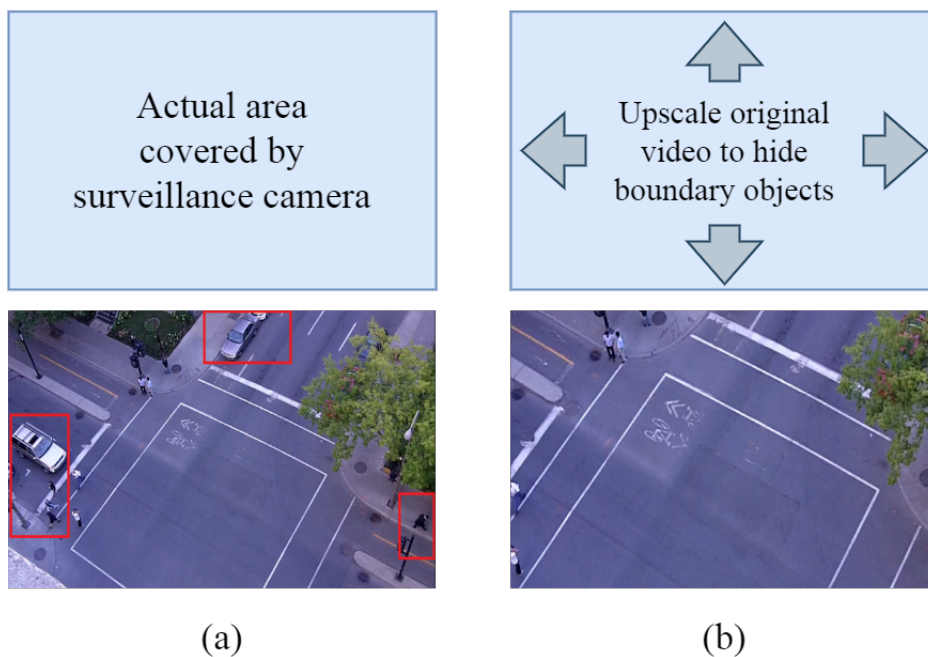 Actual area
covered by
surveillance camera
Upscale original
video to hide
boundary objects
(a)
(b)